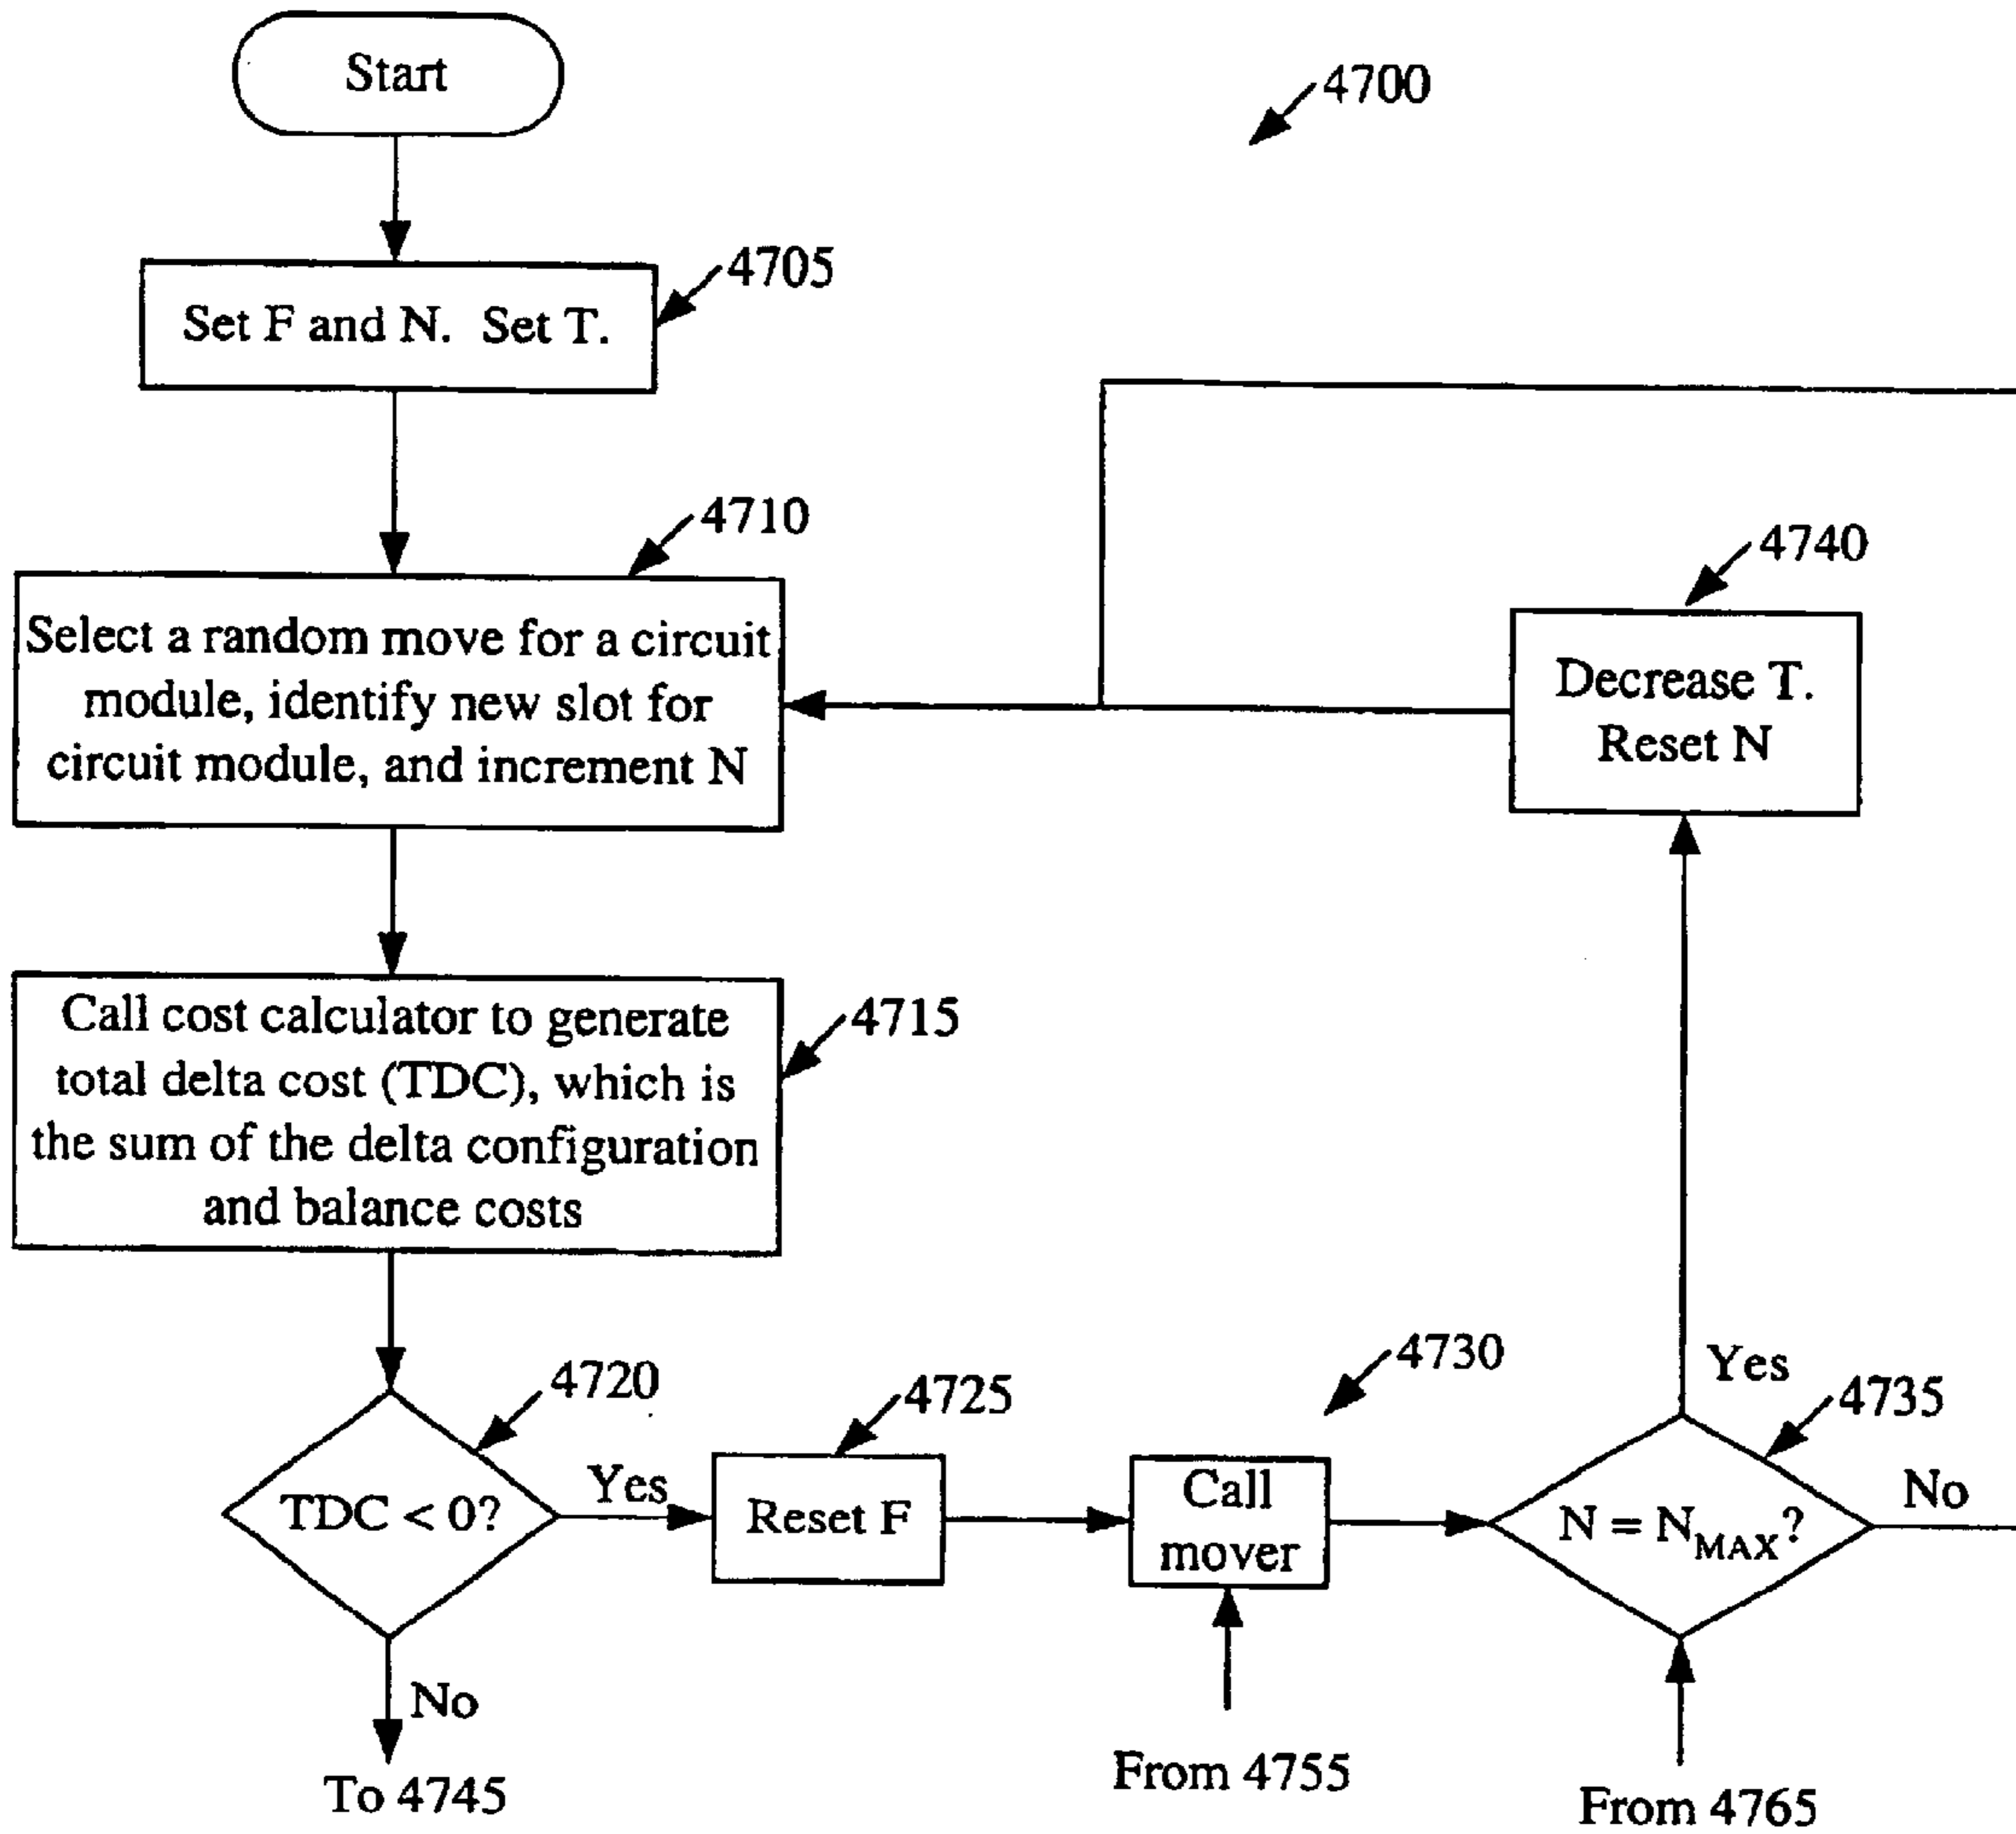 Start
4700
4705
Set F and N. Set T.
4710
Select a random move for a circuit
module, identify new slot for
circuit module, and increment N
4740
Decrease T.
Reset N
Call cost calculator to generate
total delta cost (TDC), which is
the sum of the delta configuration
and balance costs
4715
4720
TDC < 0?
Yes
4725
Reset F
4730
Call
mover
Yes
4735
N = NMAX?
No
No
To 4745
From 4755
From 4765